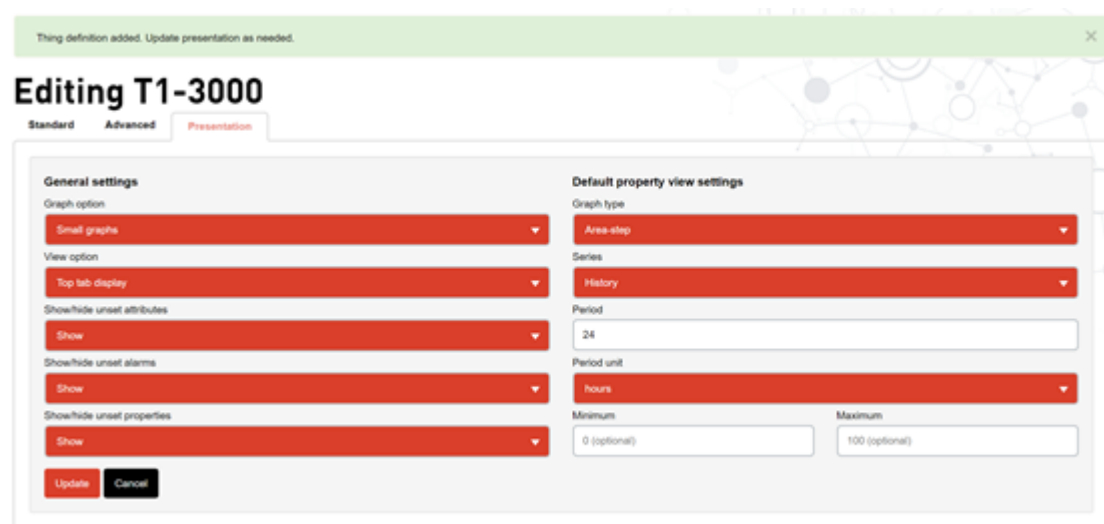 Thing definition added. Update presentation as needed.
×
Editing T1-3000
Standard Advanced Presentation
General settings
Graph option
Small graphs
View option
Top tab display
Show/hide unset attributes
Show
Show/hide unset alarms
Show
Show/hide unset properties
Show
Update Cancel
Default property view settings
Graph type
Area-step
Series
History
Period
24
Period unit
hours
Minimum Maximum
0 (optional) 100 (optional)